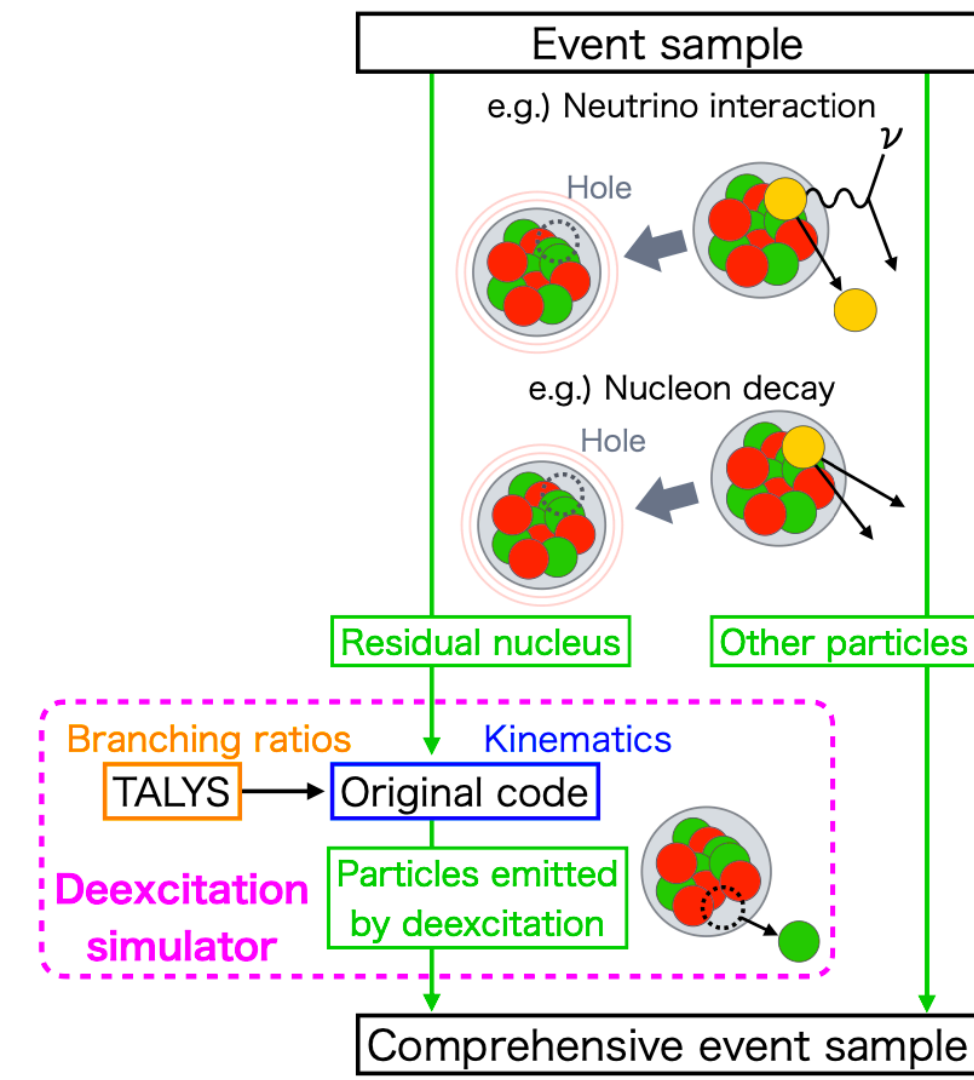 Event sample
e.g.) Neutrino interaction
ν
Hole
e.g.) Nucleon decay
Hole
Residual nucleus
Other particles
Branching ratios
Kinematics
TALYS
Original code
Particles emitted
by deexcitation
Deexcitation
simulator
Comprehensive event sample